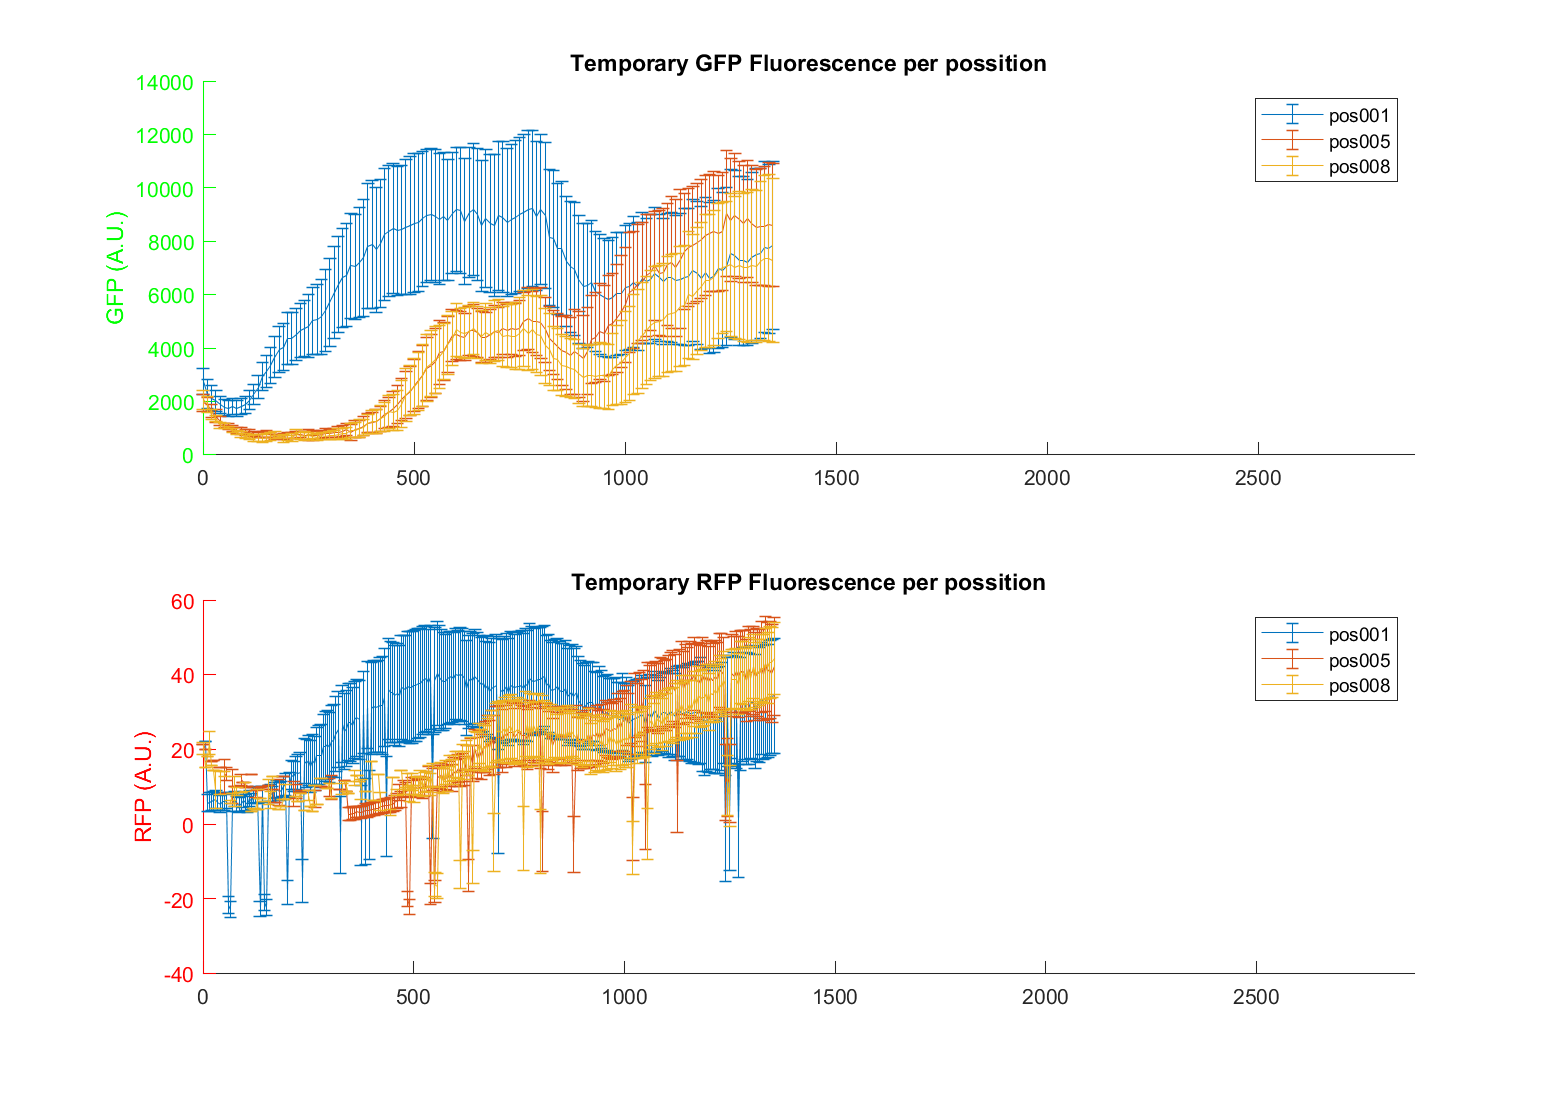 Temporary GFP Fluorescence per possition
14000
12000
10000
8000
6000
4000
2000
0
GFP (A.U.)
0 500 1000 1500 2000 2500
pos001
pos005
pos008
Temporary RFP Fluorescence per possition
60
40
20
0
-20
-40
RFP (A.U.)
0 500 1000 1500 2000 2500
pos001
pos005
pos008